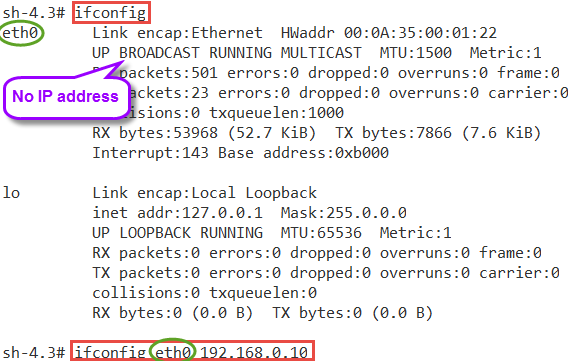 sh-4.3# ifconfig
eth0 Link encap:Ethernet HWaddr 00:0A:35:00:01:22
UP BROADCAST RUNNING MULTICAST MTU:1500 Metric:1
packets:501 errors:0 dropped:0 overruns:0 frame:0
No IP address
packets:23 errors:0 dropped:0 overruns:0 carrier:0
isions:0 txqueuelen:1000
RX bytes:53968 (52.7 KiB) TX bytes:7866 (7.6 KiB)
Interrupt:143 Base address:0xb000
lo Link encap:Local Loopback
inet addr:127.0.0.1 Mask:255.0.0.0
UP LOOPBACK RUNNING MTU:65536 Metric:1
RX packets:0 errors:0 dropped:0 overruns:0 frame:0
TX packets:0 errors:0 dropped:0 overruns:0 carrier:0
collisions:0 txqueuelen:0
RX bytes:0 (0.0 B) TX bytes:0 (0.0 B)
sh-4.3# ifconfig eth0 192.168.0.10